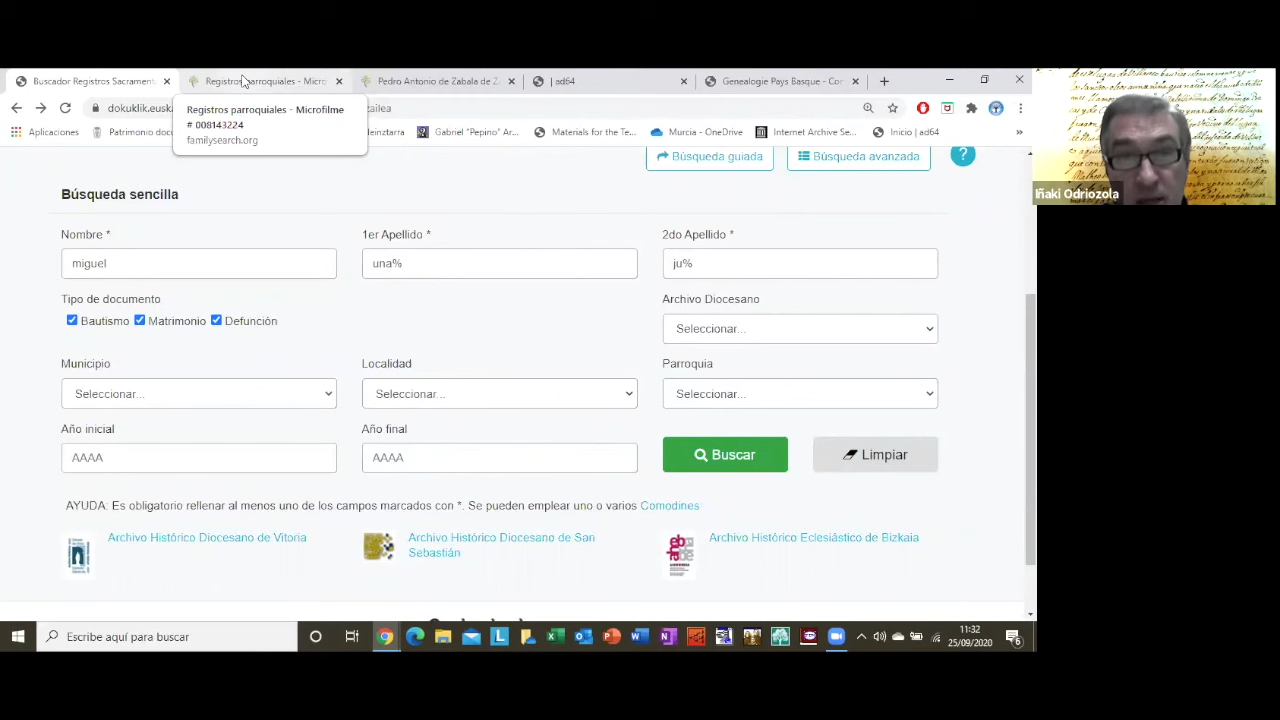 Buscador Registros Sacrament
Registros parroquiales - Micro
Pedro Antonio de Zabala de Z
| ad64
Genealogie Pays Basque - Cor
dokuklik.euska
zailea
Registros parroquiales - Microfilme
# 008143224
familysearch.org
Aplicaciones
Patrimonio docu
leinztarra
Gabriel "Pepino" Ar...
Materials for the Te...
Murcia - OneDrive
Internet Archive Se...
Inicio | ad64
»
Búsqueda guiada
Búsqueda avanzada
?
Búsqueda sencilla
Nombre *
1er Apellido *
2do Apellido *
miguel
una%
ju%
Tipo de documento
Archivo Diocesano
Bautismo
Matrimonio
Defunción
Seleccionar...
Municipio
Localidad
Parroquia
Seleccionar...
Seleccionar...
Seleccionar...
Año inicial
Año final
AAAA
AAAA
Buscar
Limpiar
AYUDA: Es obligatorio rellenar al menos uno de los campos marcados con *. Se pueden emplear uno o varios Comodines
Archivo Histórico Diocesano de Vitoria
Archivo Histórico Diocesano de San
Sebastián
Archivo Histórico Eclesiástico de Bizkaia
Escribe aquí para buscar
11:32
25/09/2020
6
Iñaki Odriozola